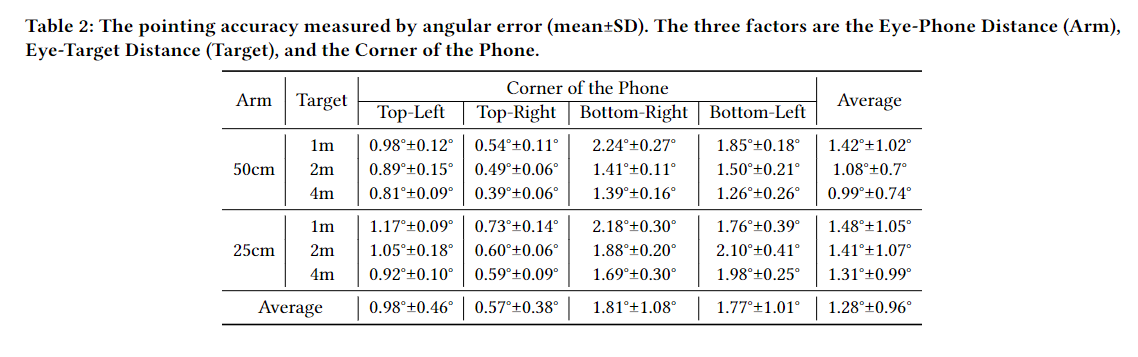 Table 2: The pointing accuracy measured by angular error (mean±SD). The three factors are the Eye-Phone Distance (Arm),
Eye-Target Distance (Target), and the Corner of the Phone.
Arm Target Corner of the Phone Average
Top-Left Top-Right Bottom-Right Bottom-Left
50cm 1m 0.98°±0.12° 0.54°±0.11° 2.24°±0.27° 1.85°±0.18° 1.42°±1.02°
2m 0.89°±0.15° 0.49°±0.06° 1.41°±0.11° 1.50°±0.21° 1.08°±0.7°
4m 0.81°±0.09° 0.39°±0.06° 1.39°±0.16° 1.26°±0.26° 0.99°±0.74°
25cm 1m 1.17°±0.09° 0.73°±0.14° 2.18°±0.30° 1.76°±0.39° 1.48°±1.05°
2m 1.05°±0.18° 0.60°±0.06° 1.88°±0.20° 2.10°±0.41° 1.41°±1.07°
4m 0.92°±0.10° 0.59°±0.09° 1.69°±0.30° 1.98°±0.25° 1.31°±0.99°
Average 0.98°±0.46° 0.57°±0.38° 1.81°±1.08° 1.77°±1.01° 1.28°±0.96°